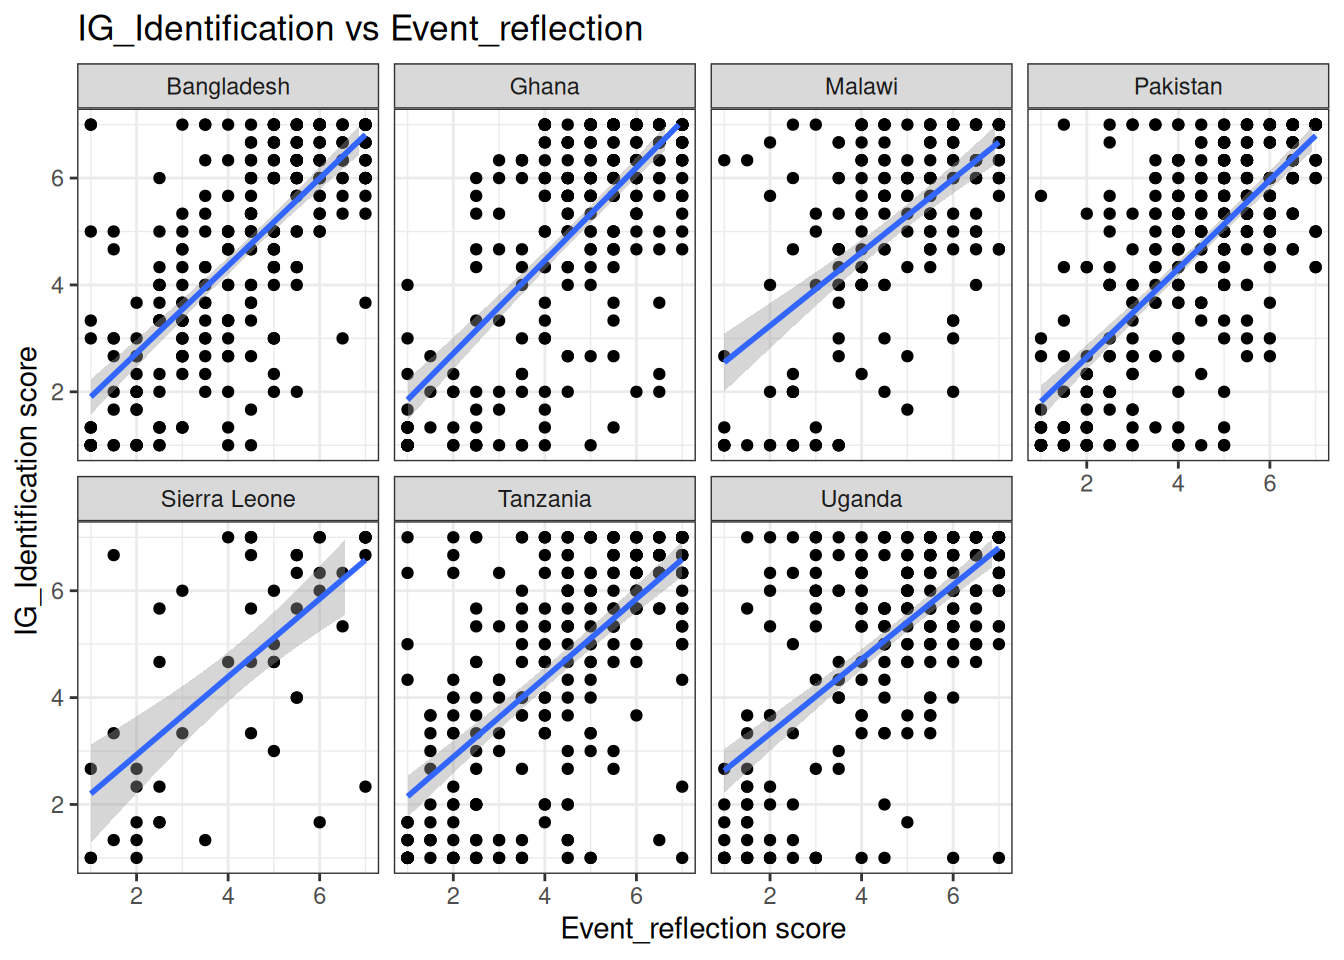 IG_Identification vs Event_reflection
Bangladesh
Ghana
Malawi
Pakistan
6
4
2
2
4
6
Sierra Leone
Tanzania
Uganda
6
4
2
2
4
6
2
4
6
2
4
6
IG_Identification score
Event_reflection score